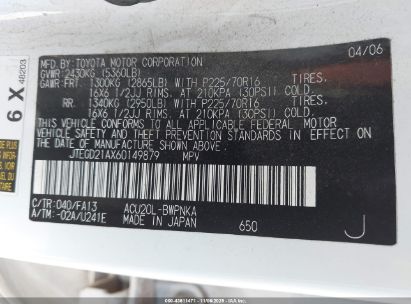 6 X 48203
MFD. BY: TOYOTA MOTOR CORPORATION 04/06
GVWR: 2430KG (5360LB)
GAWR: FRT. 1300KG (2865LB) WITH P225/70R16 TIRES,
16X6 1/2JJ RIMS, AT 210KPA (30PSI) COLD.
RR. 1340KG (2950LB) WITH P225/70R16 TIRES,
16X6 1/2JJ RIMS, AT 210KPA (30PSI) COLD.
THIS VEHICLE CONFORMS TO ALL APPLICABLE FEDERAL MOTOR
VEHICLE SAFETY AND THEFT PREVENTION STANDARDS IN EFFECT ON
THE DATE OF MANUFACTURE SHOWN ABOVE. 650
JTEGD21AX60149879 MPV
C/TR: 040/FA13 ACU20L-BWPNKA
A/TM: -02A/U241E MADE IN JAPAN 650 J